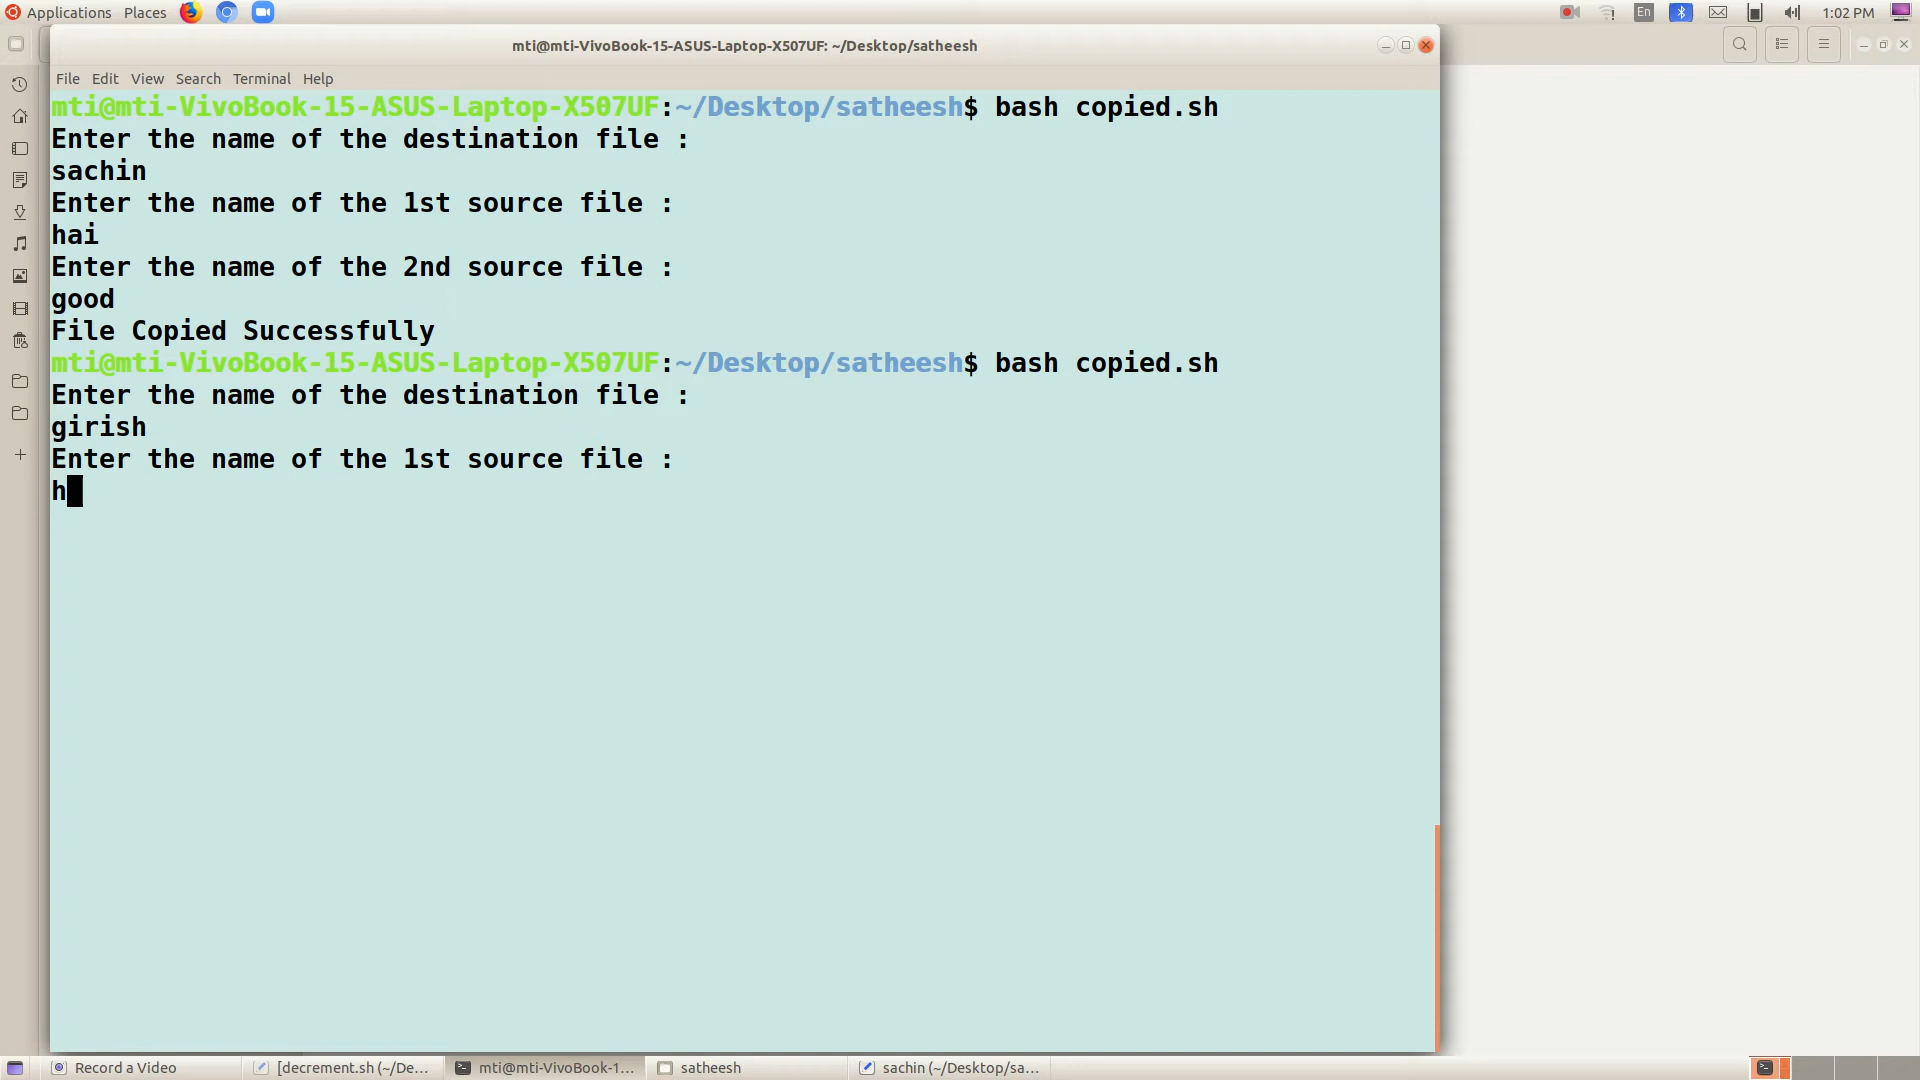 Applications Places En 1:02 PM
mti@mti-VivoBook-15-ASUS-Laptop-X507UF: ~/Desktop/satheesh
File Edit View Search Terminal Help
mti@mti-VivoBook-15-ASUS-Laptop-X507UF:~/Desktop/satheesh$ bash copied.sh
Enter the name of the destination file :
sachin
Enter the name of the 1st source file :
hai
Enter the name of the 2nd source file :
good
File Copied Successfully
mti@mti-VivoBook-15-ASUS-Laptop-X507UF:~/Desktop/satheesh$ bash copied.sh
Enter the name of the destination file :
girish
Enter the name of the 1st source file :
h
Record a Video [decrement.sh (~/De... mti@mti-VivoBook-1... satheesh sachin (~/Desktop/sa...